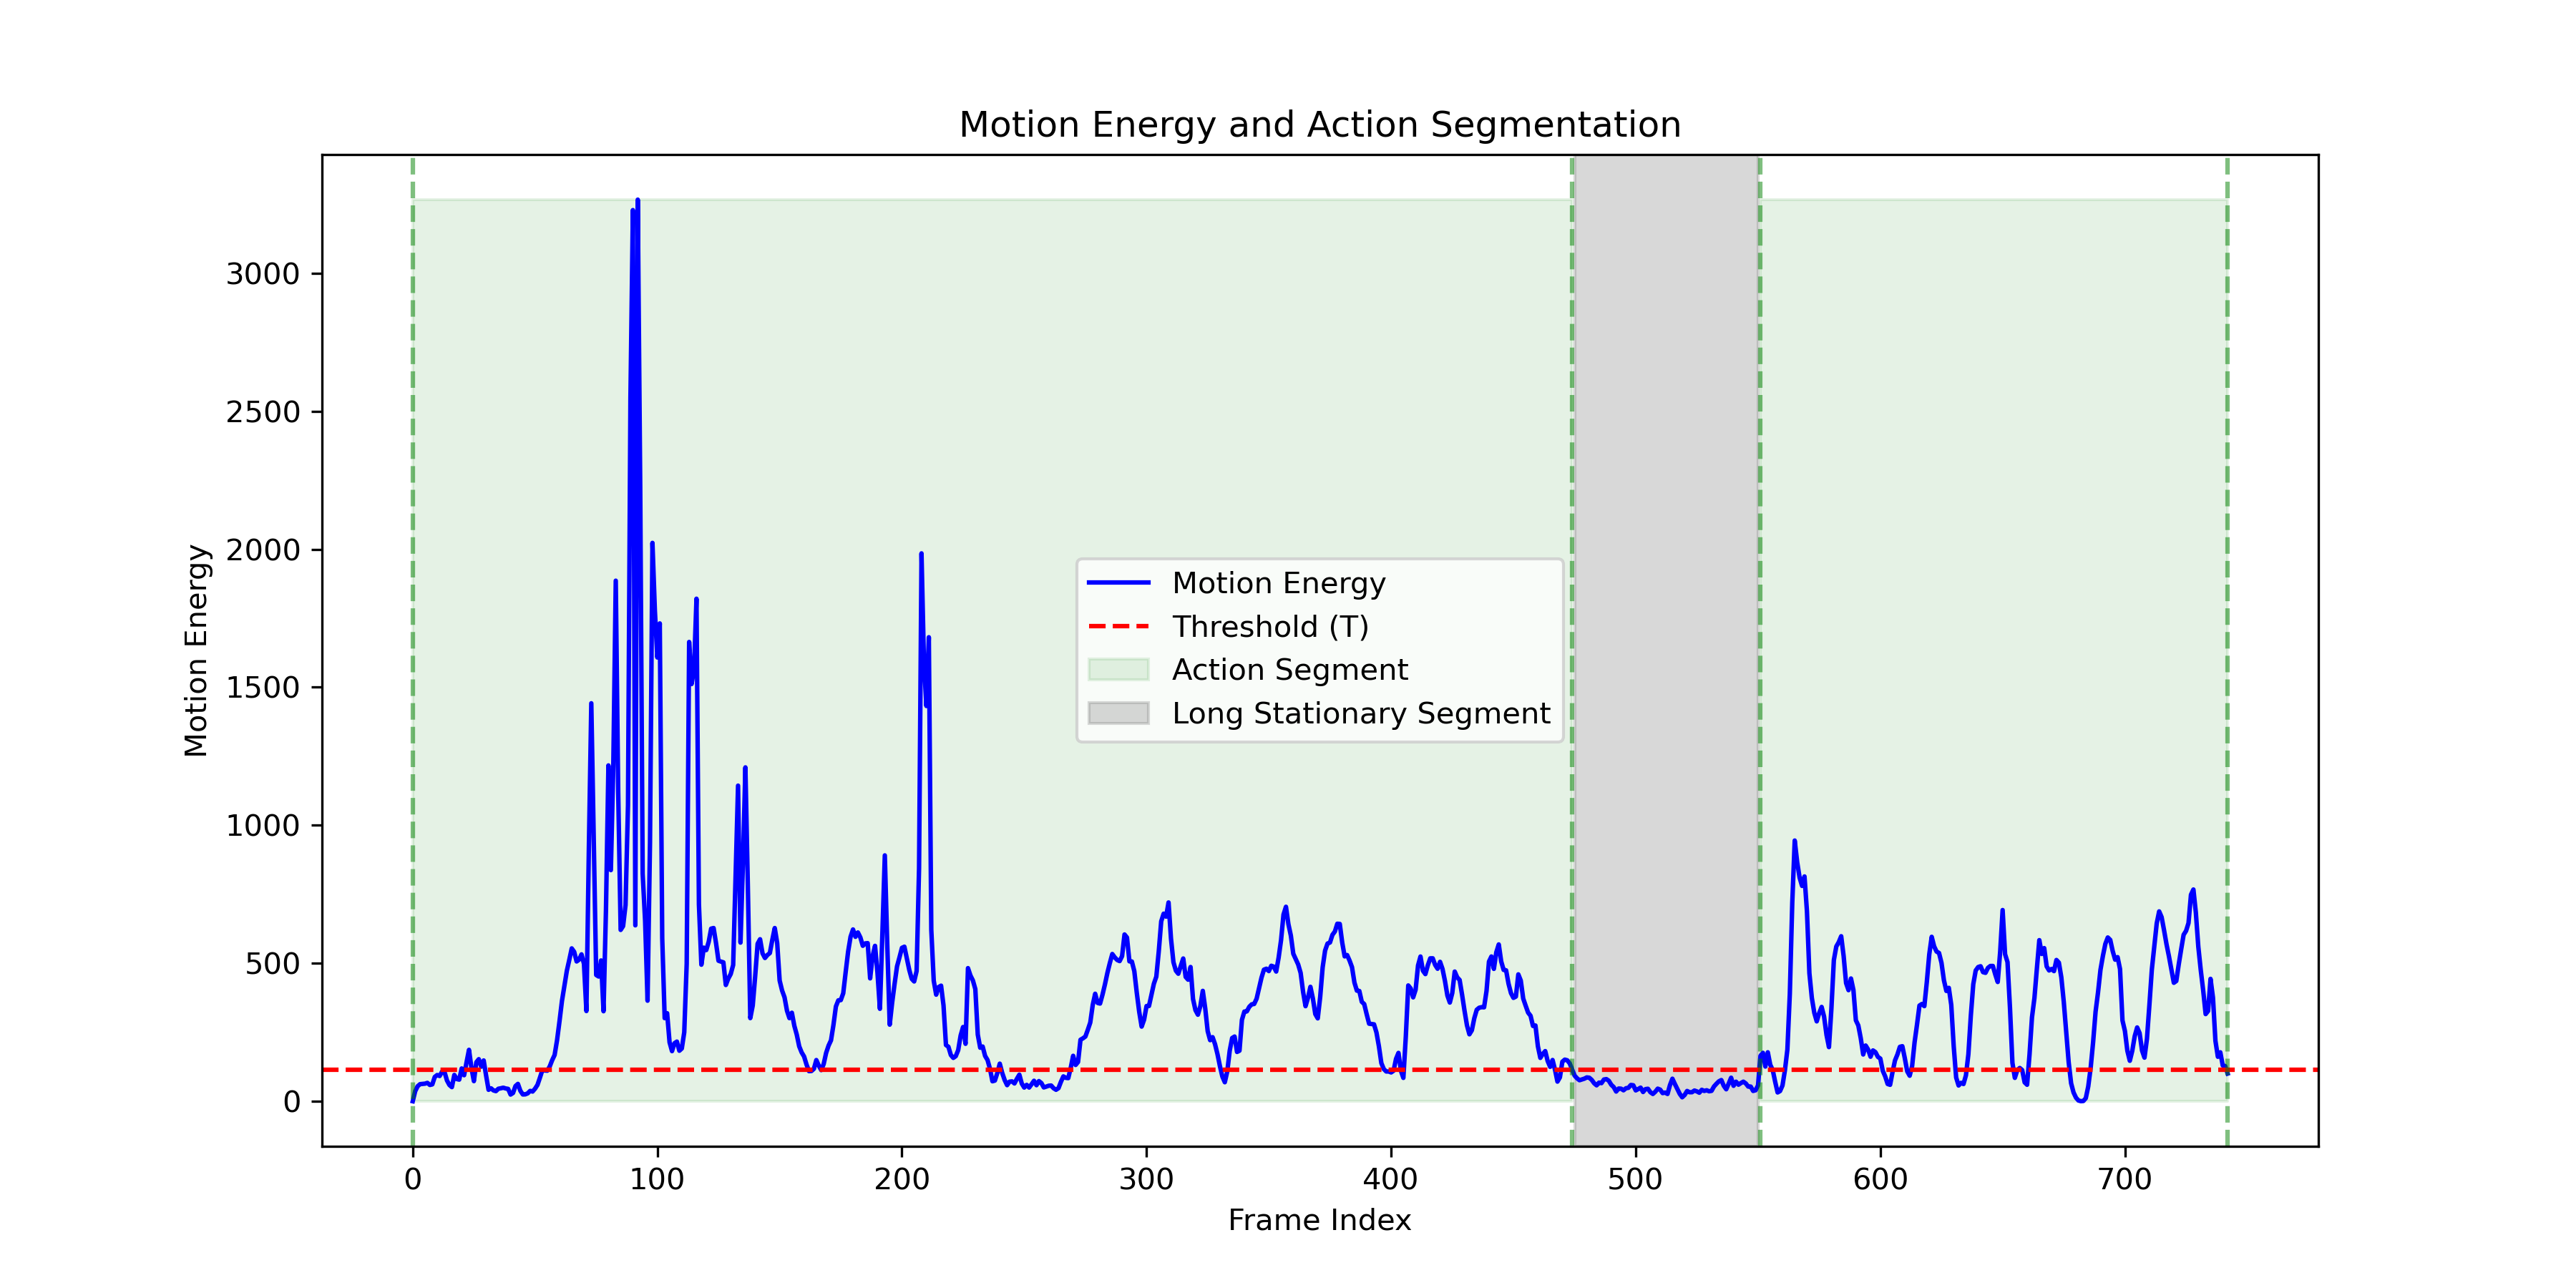 Motion Energy and Action Segmentation
Motion Energy
3000
2500
2000
1500
1000
500
0
Motion Energy
Threshold (T)
Action Segment
Long Stationary Segment
0 100 200 300 400 500 600 700
Frame Index